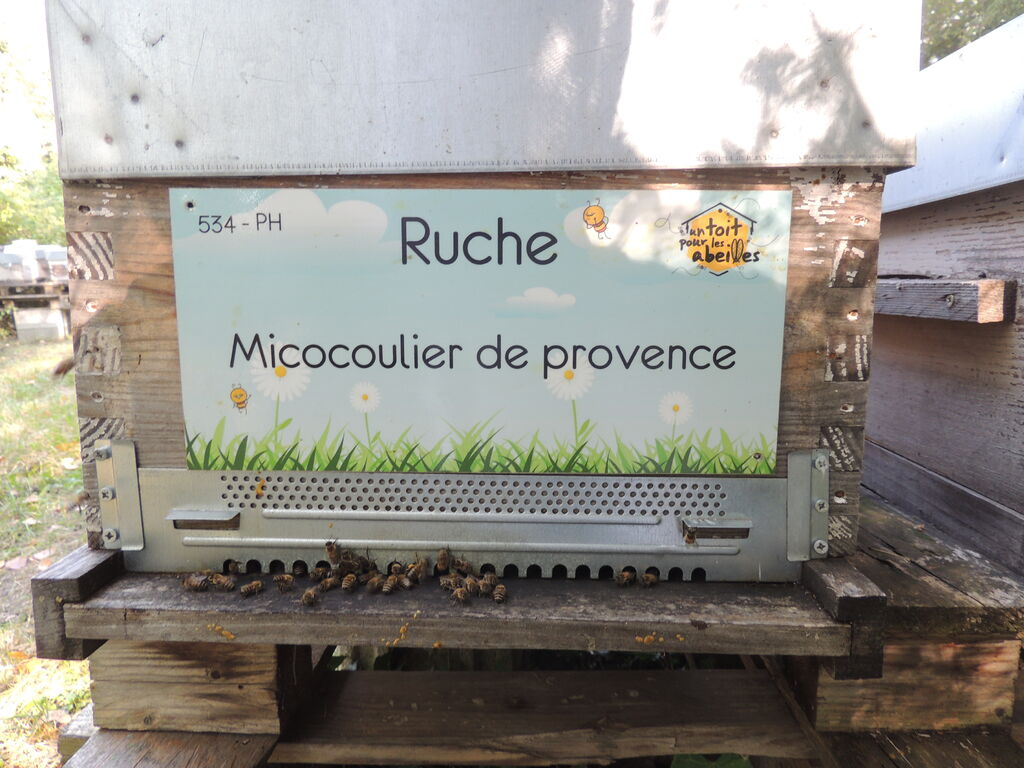 534 - PH
Ruche
un toit
pour les
abeilles
Micocoulier de provence